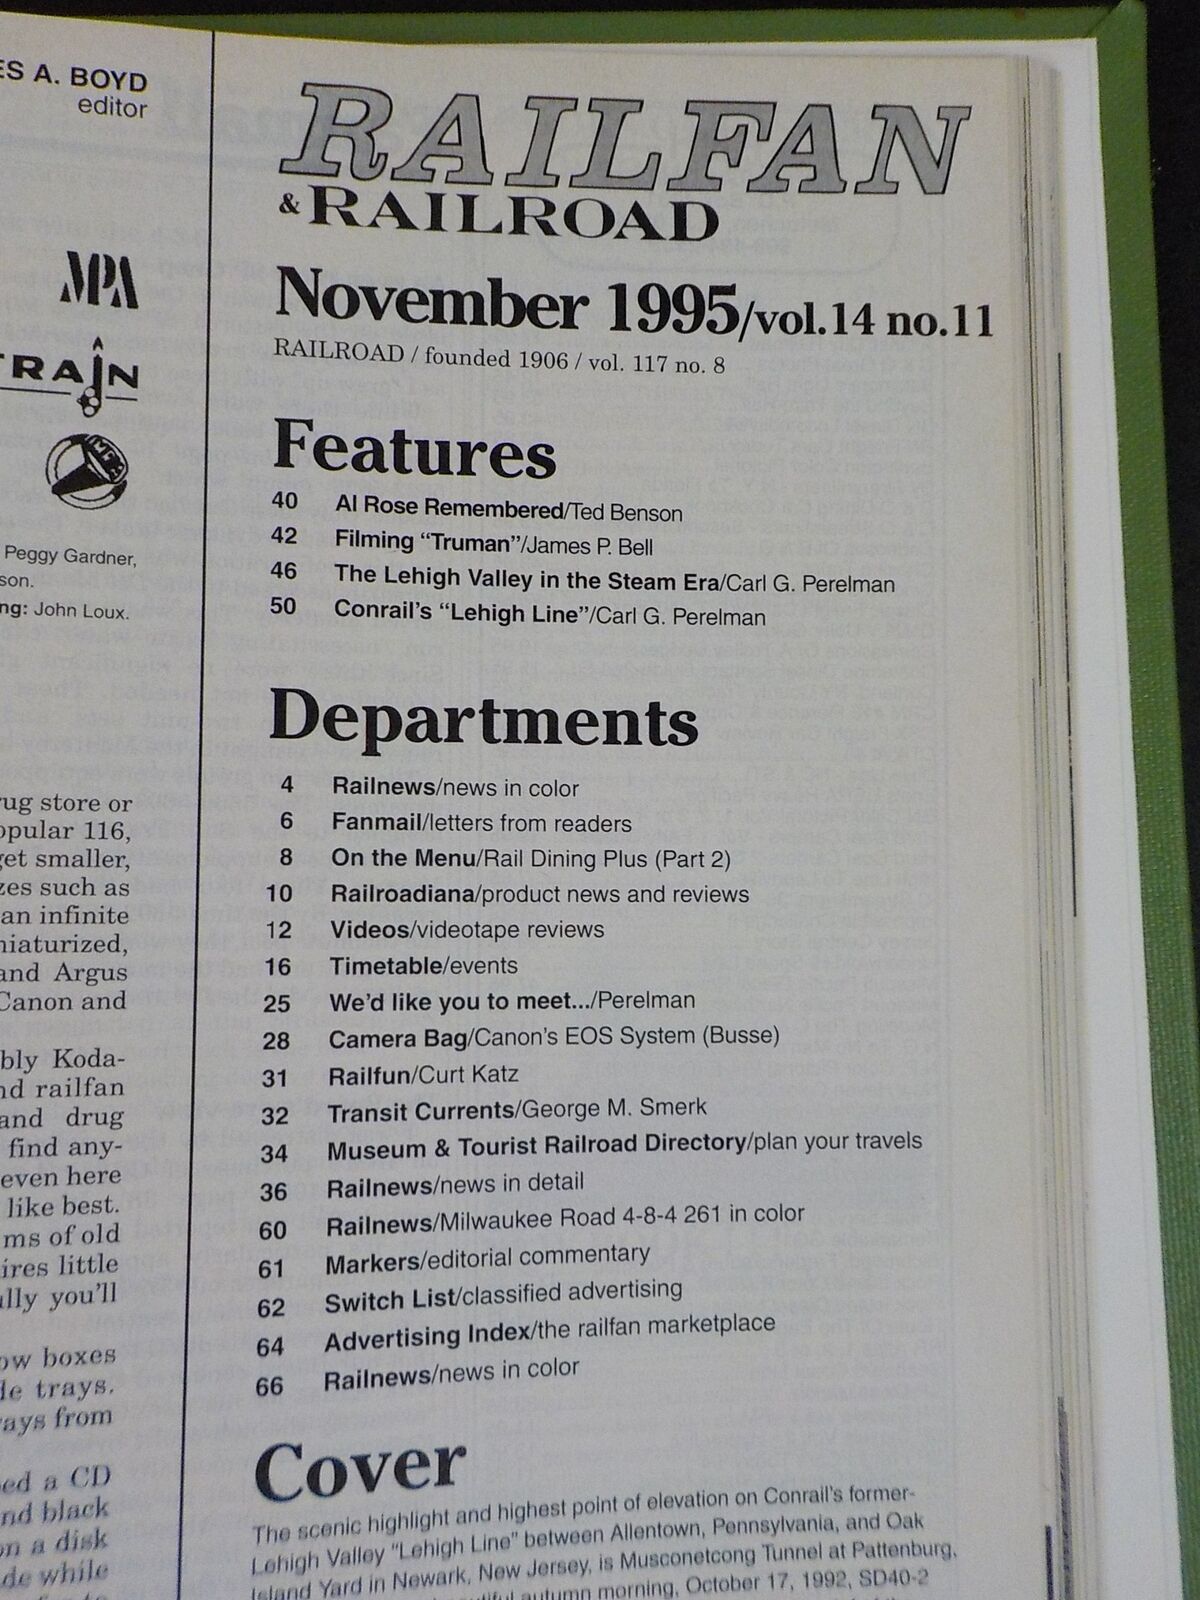 A. BOYD
editor
MPA
TRAIN
Peggy Gardner,
son.
ng: John Loux.
rug store or
opular 116,
get smaller,
zes such as
an infinite
niaturized,
and Argus
Canon and
bly Koda-
nd railfan
and drug
find any-
even here
like best.
ms of old
ires little
ully you'll
ow boxes
de trays.
rays from
ed a CD
nd black
on a disk
de while
RAILFAN
& RAILROAD
November 1995/vol.14 no.11
RAILROAD / founded 1906 / vol. 117 no. 8
Features
40 Al Rose Remembered/Ted Benson
42 Filming “Truman”/James P. Bell
46 The Lehigh Valley in the Steam Era/Carl G. Perelman
50 Conrail’s “Lehigh Line”/Carl G. Perelman
Departments
4 Railnews/news in color
6 Fanmail/letters from readers
8 On the Menu/Rail Dining Plus (Part 2)
10 Railroadiana/product news and reviews
12 Videos/videotape reviews
16 Timetable/events
25 We’d like you to meet.../Perelman
28 Camera Bag/Canon’s EOS System (Busse)
31 Railfun/Curt Katz
32 Transit Currents/George M. Smerk
34 Museum & Tourist Railroad Directory/plan your travels
36 Railnews/news in detail
60 Railnews/Milwaukee Road 4-8-4 261 in color
61 Markers/editorial commentary
62 Switch List/classified advertising
64 Advertising Index/the railfan marketplace
66 Railnews/news in color
Cover
The scenic highlight and highest point of elevation on Conrail's former-
Lehigh Valley "Lehigh Line" between Allentown, Pennsylvania, and Oak
Island Yard in Newark, New Jersey, is Musconetcong Tunnel at Pattenburg.
autumn morning, October 17, 1992, SD40-2